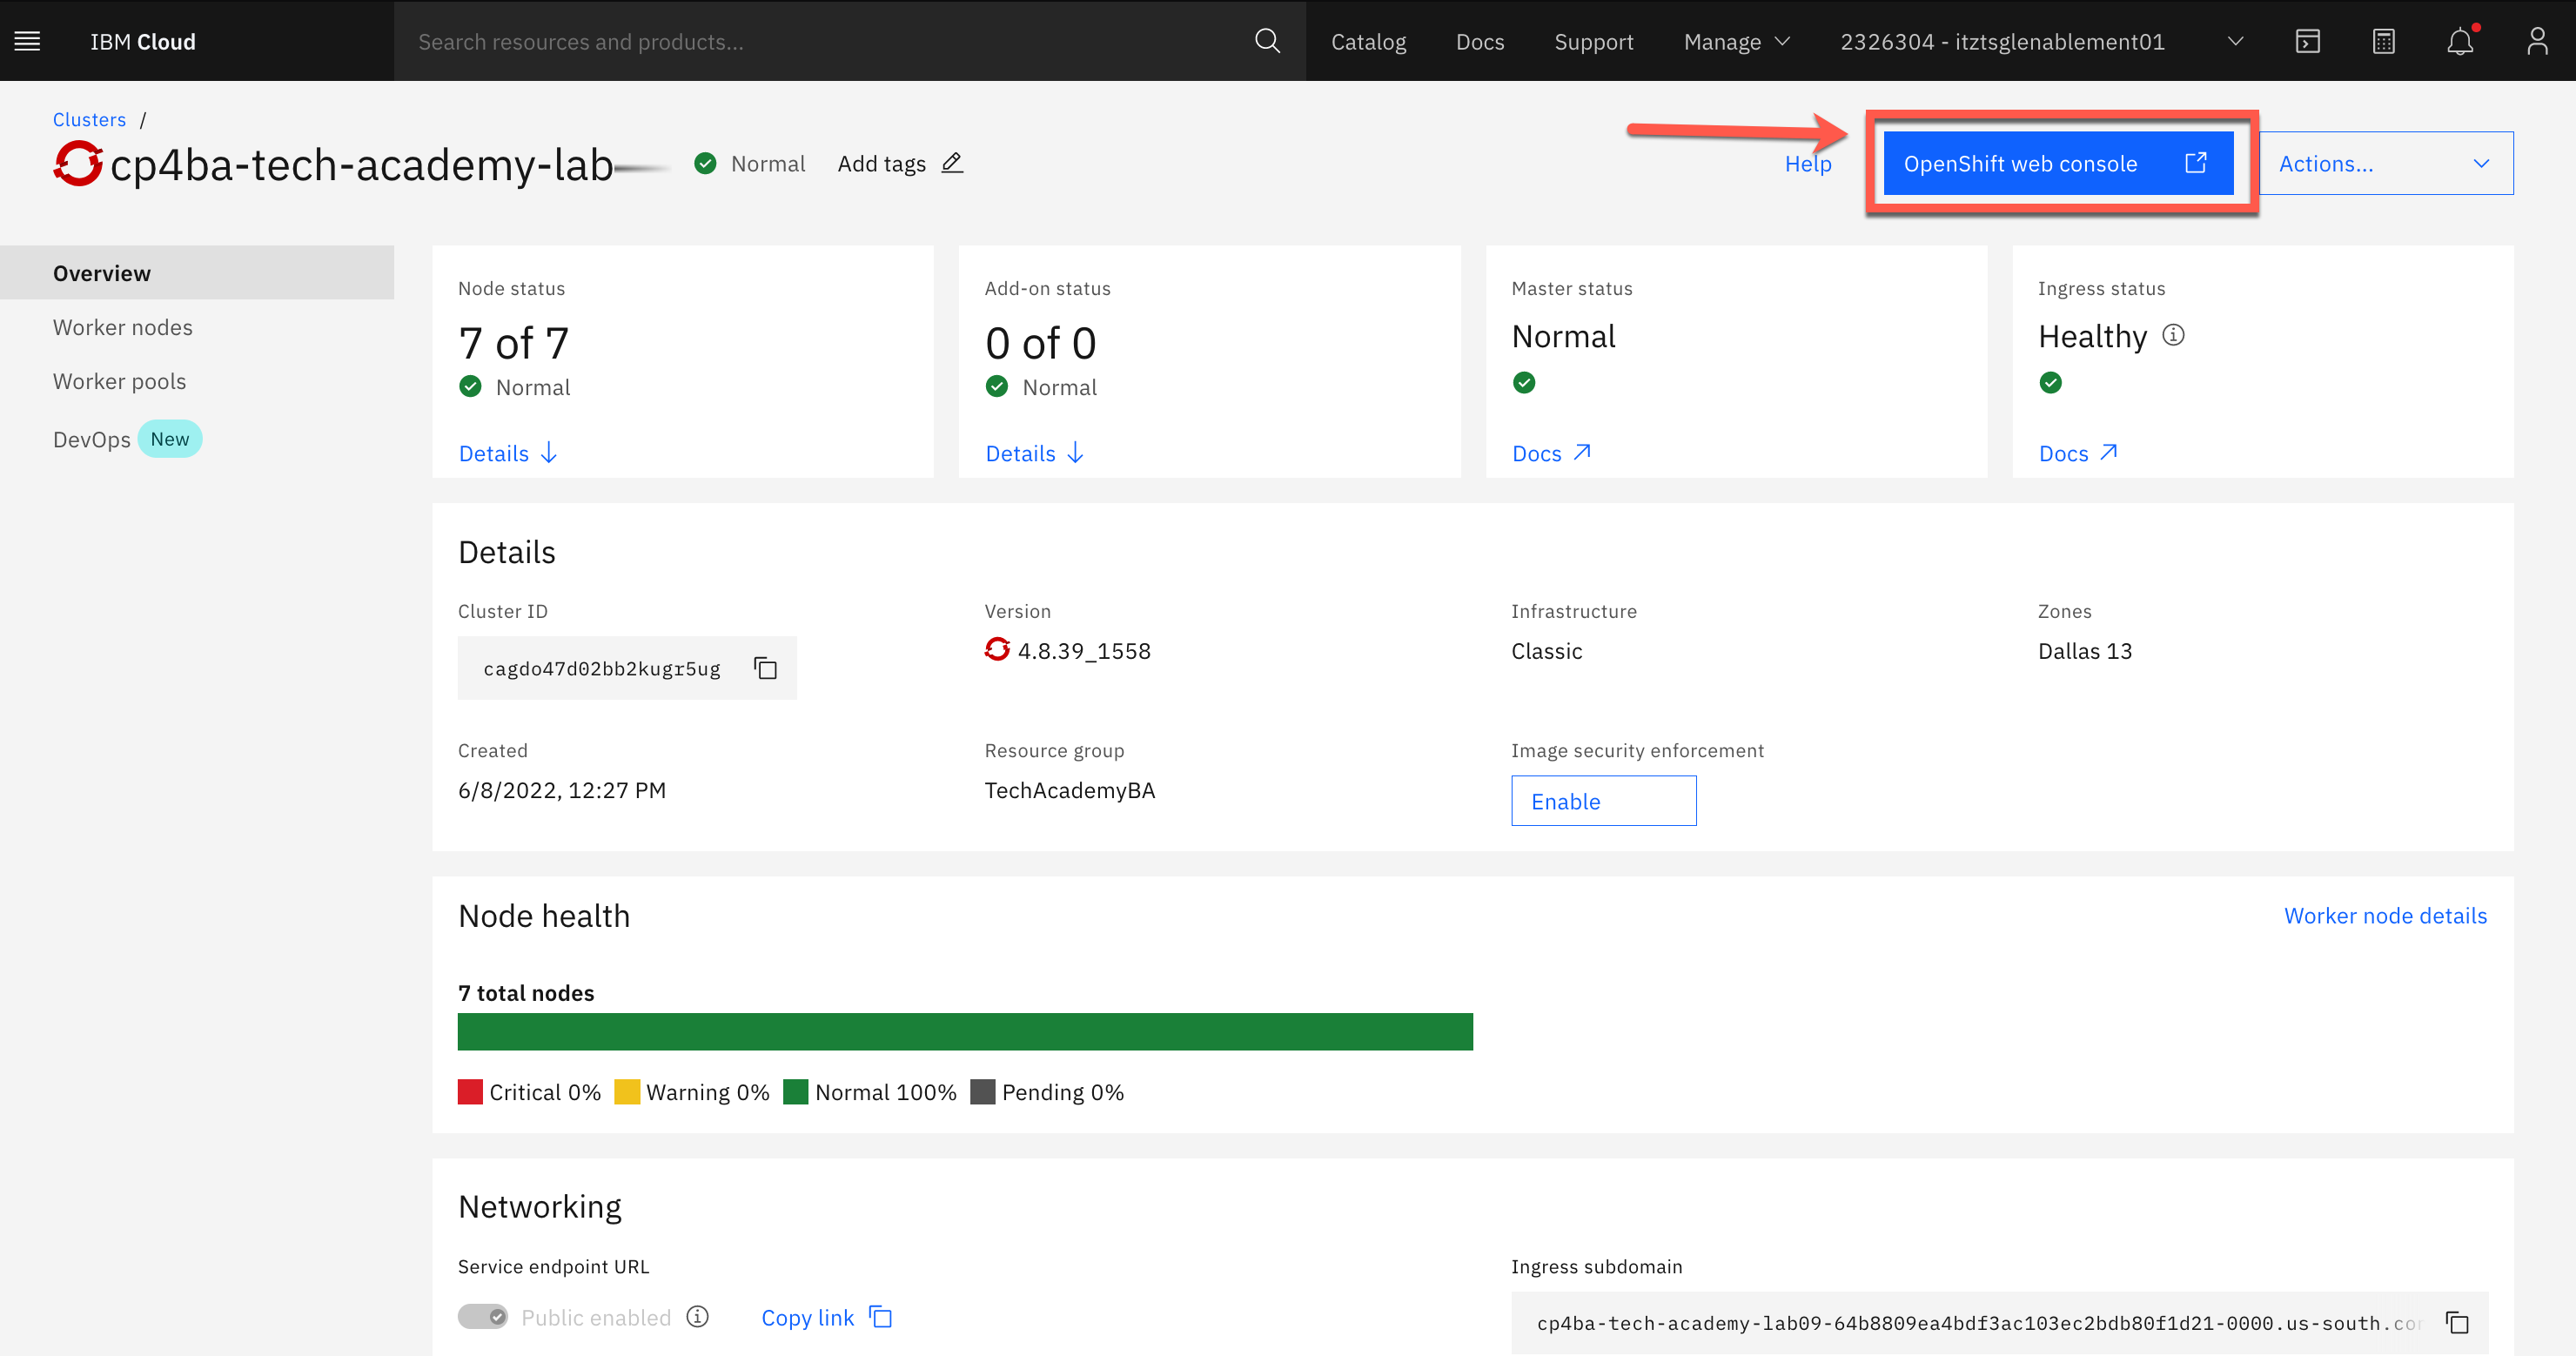 IBM Cloud
Search resources and products...
Catalog
Docs
Support
Manage
2326304 - itztsglenablement01
Clusters /
cp4ba-tech-academy-lab
Normal
Add tags
Help
OpenShift web console
Actions...
Overview
Worker nodes
Worker pools
DevOps New
Node status
7 of 7
Normal
Details
Add-on status
0 of 0
Normal
Details
Master status
Normal
Docs
Ingress status
Healthy
Docs
Details
Cluster ID
cagdo47d02bb2kugr5ug
Version
4.8.39_1558
Infrastructure
Classic
Zones
Dallas 13
Created
6/8/2022, 12:27 PM
Resource group
TechAcademyBA
Image security enforcement
Enable
Node health
Worker node details
7 total nodes
Critical 0% Warning 0% Normal 100% Pending 0%
Networking
Service endpoint URL
Public enabled
Copy link
Ingress subdomain
cp4ba-tech-academy-lab09-64b8809ea4bdf3ac103ec2bdb80f1d21-0000.us-south.co